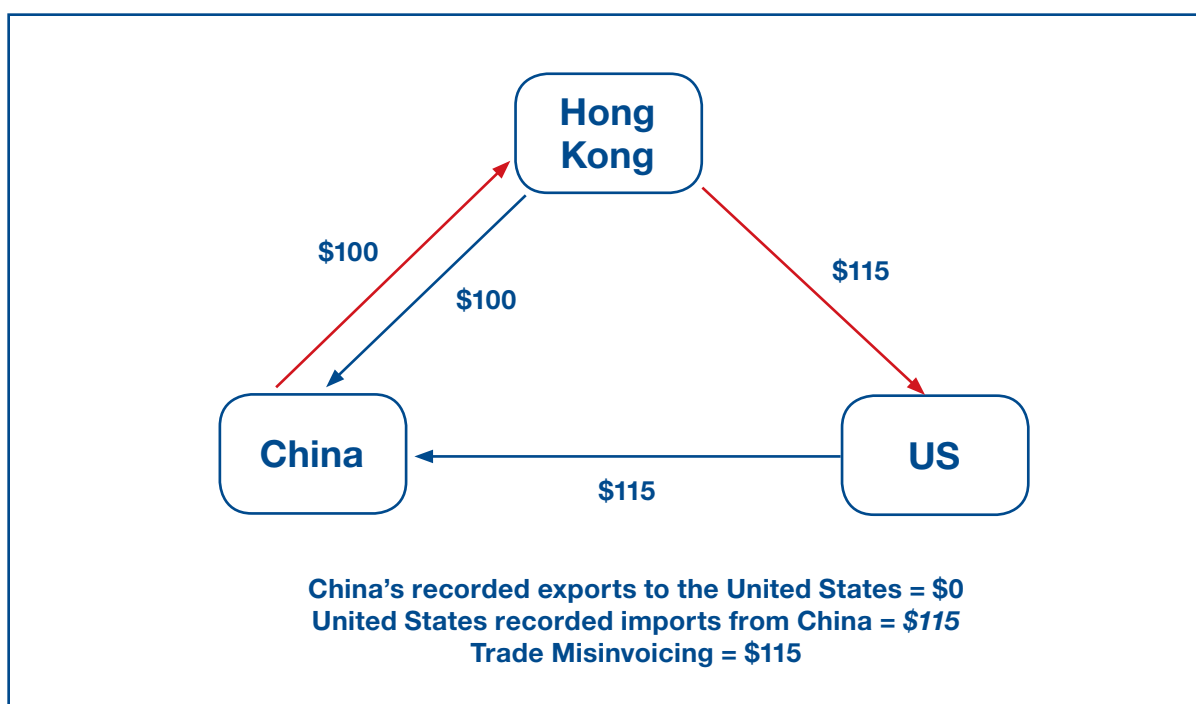 Hong
Kong
$100
$115
$100
China
US
$115
China’s recorded exports to the United States = $0
United States recorded imports from China = $115
Trade Misinvoicing = $115